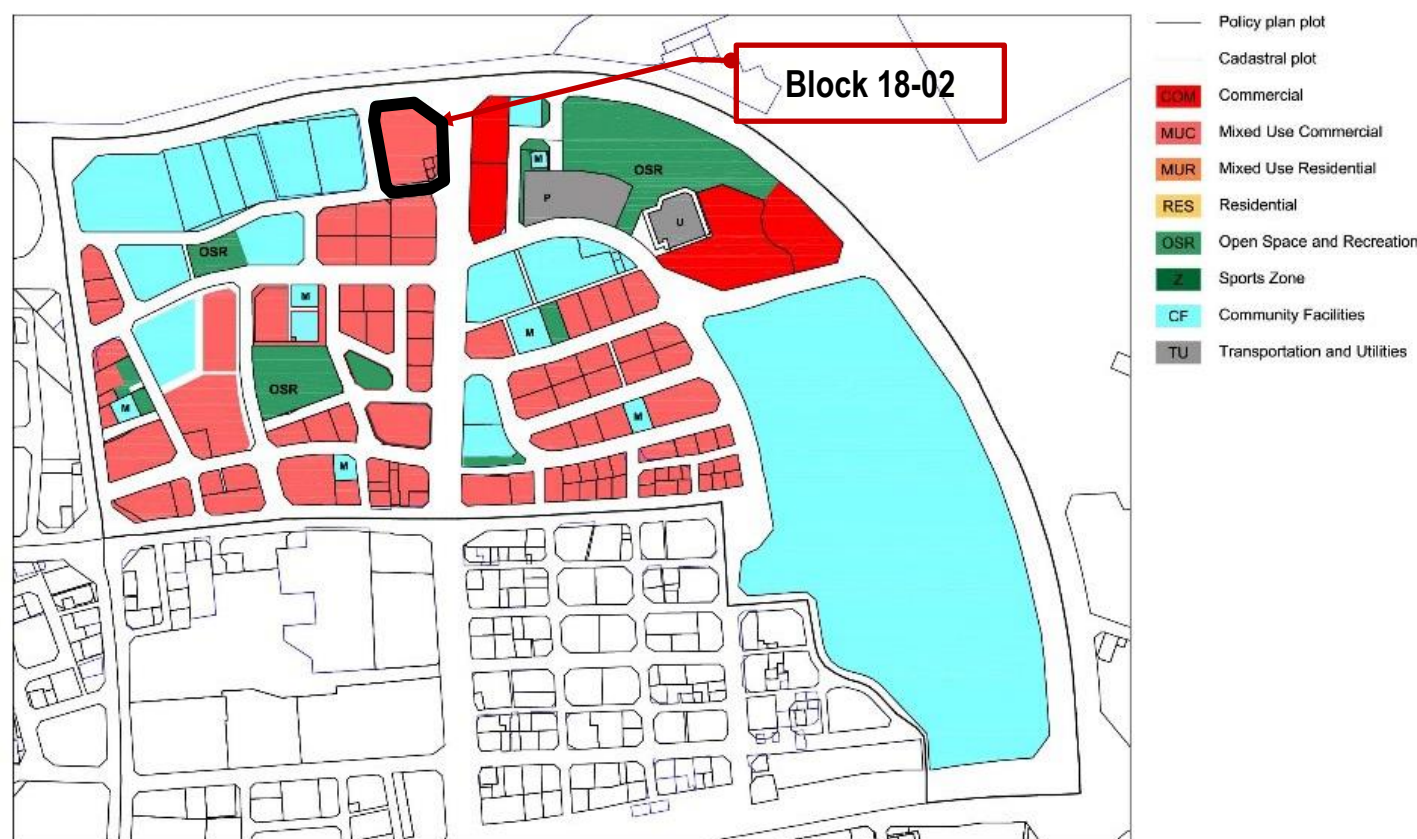 Block 18-02
Policy plan plot
Cadastral plot
COM Commercial
MUC Mixed Use Commercial
MUR Mixed Use Residential
RES Residential
OSR Open Space and Recreation
Z Sports Zone
CF Community Facilities
TU Transportation and Utilities
M
OSR
P
U
OSR
M
M
OSR
M
M
M